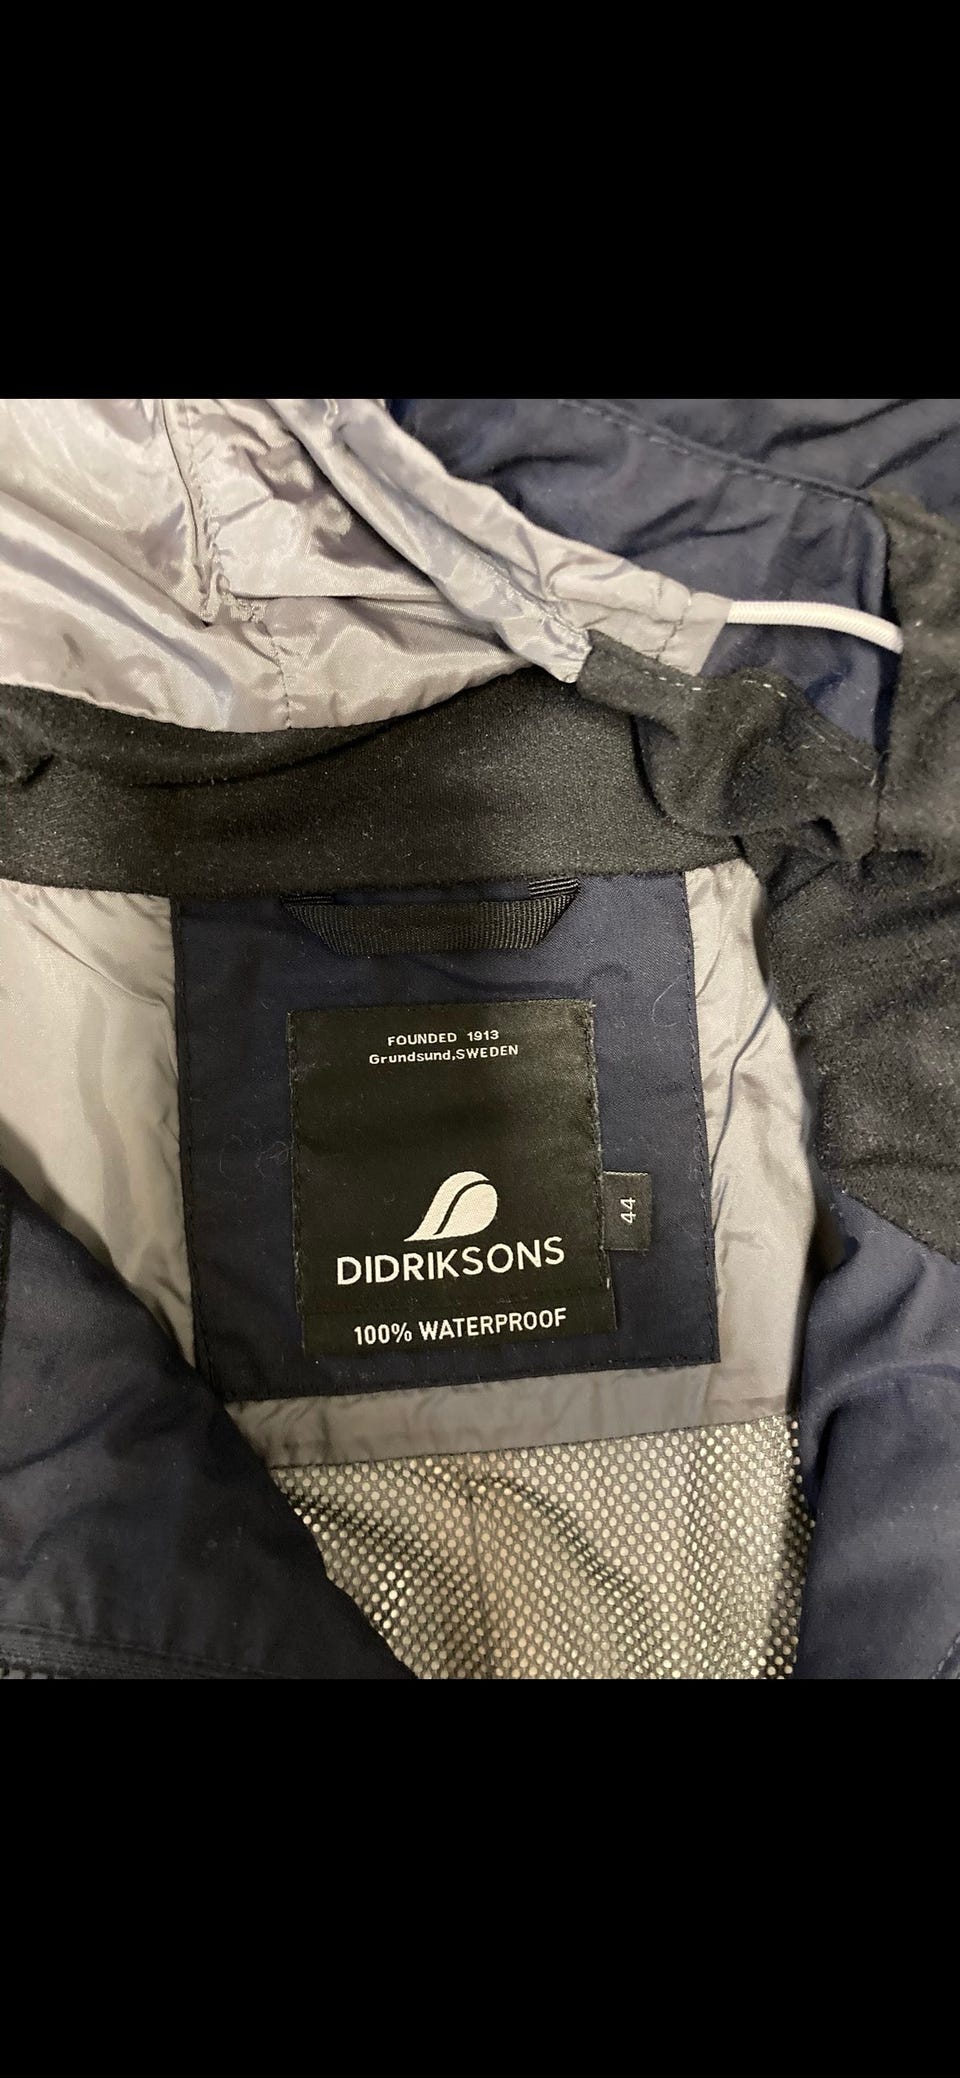 FOUNDED 1913
Grundsund,SWEDEN
DIDRIKSONS
100% WATERPROOF
44